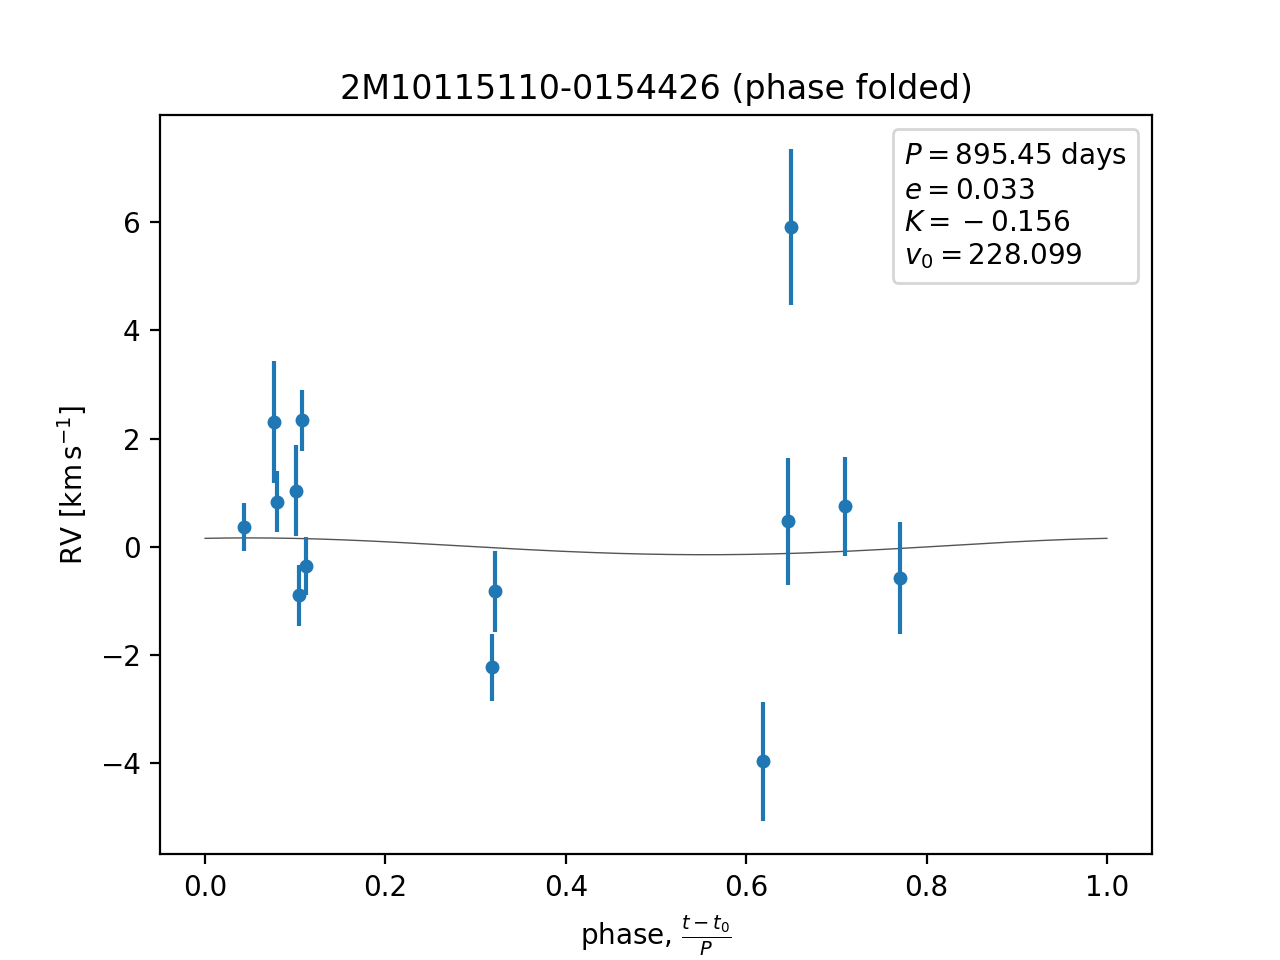 2M10115110-0154426 (phase folded)
P = 895.45 days
e = 0.033
K = −0.156
v₀ = 228.099
RV [km s⁻¹]
6
4
2
0
−2
−4
0.0 0.2 0.4 0.6 0.8 1.0
phase, (t − t₀)/P